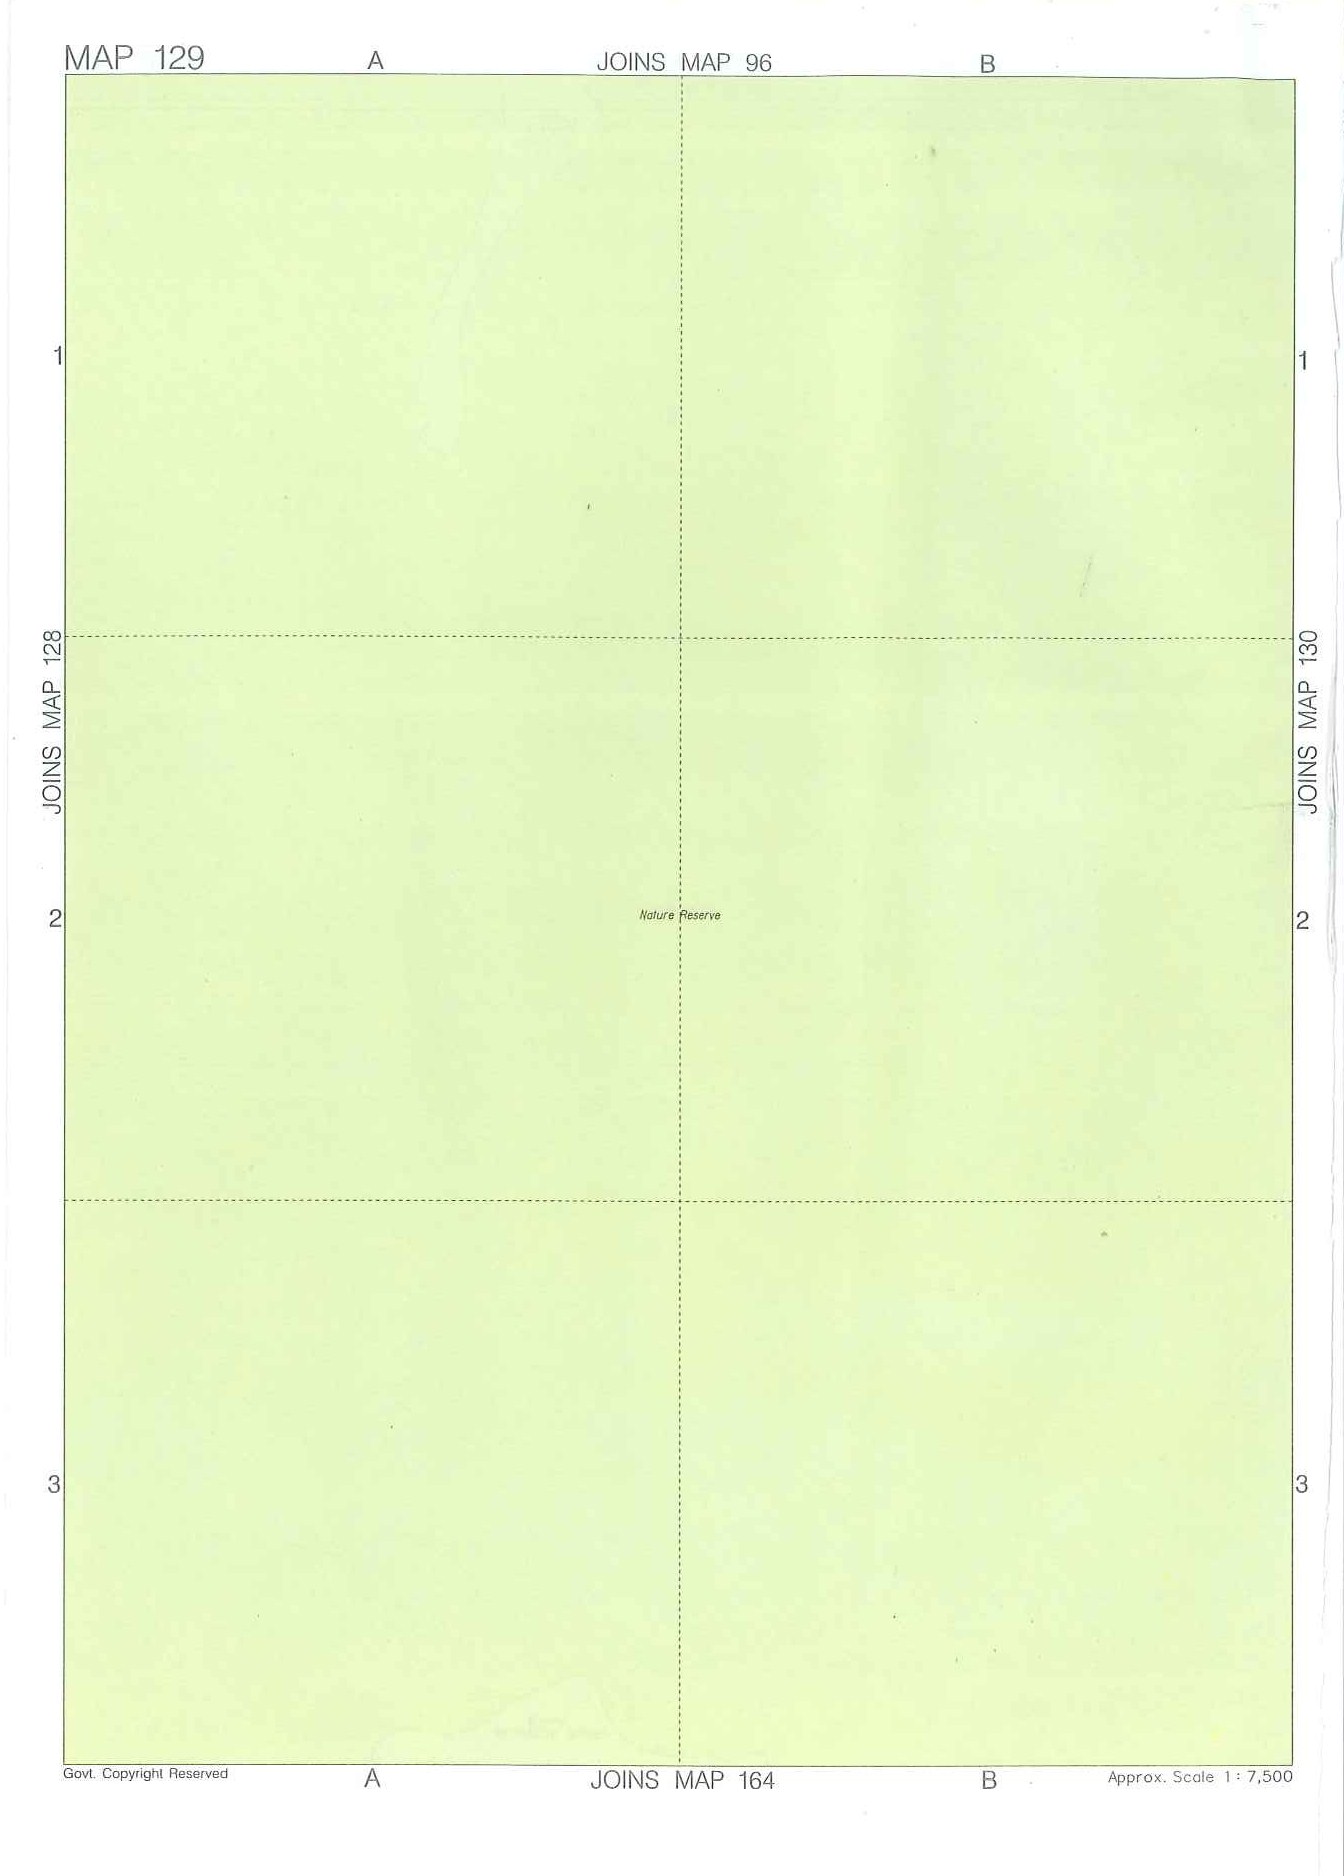 MAP 129 A JOINS MAP 96 B
1 1
JOINS MAP 128
JOINS MAP 130
Nature Reserve
2 2
3 3
Govt. Copyright Reserved A JOINS MAP 164 B Approx. Scale 1 : 7,500